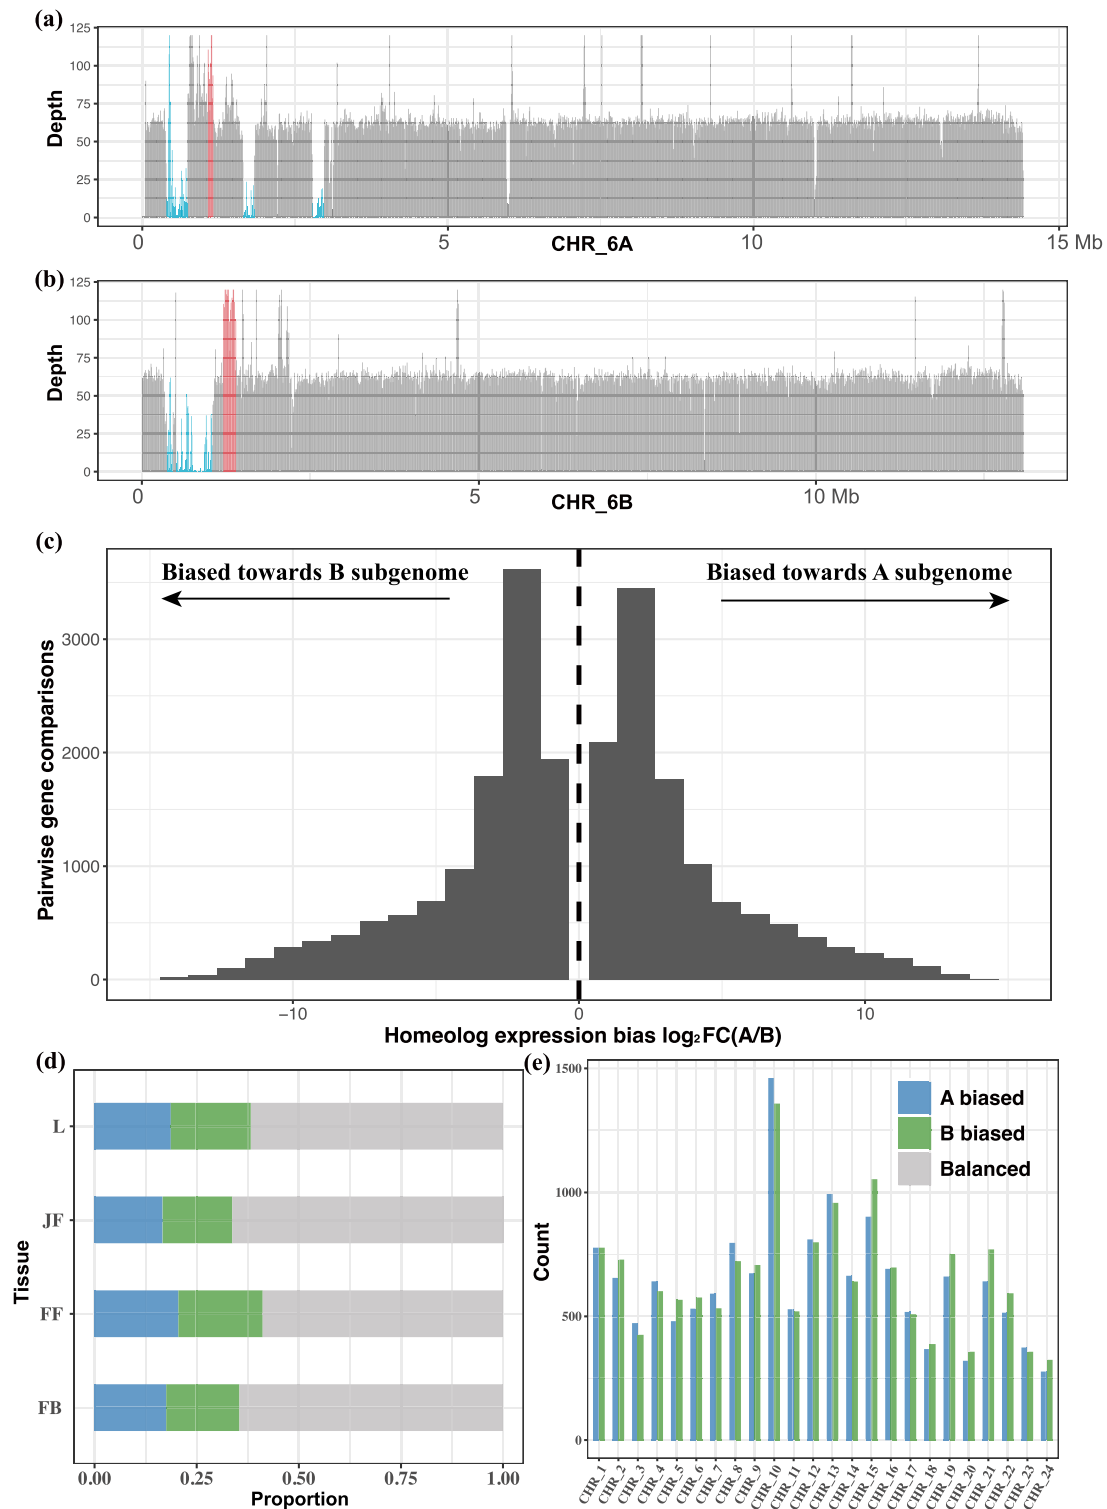 (a)
125
100
75
50
25
0
Depth
0 5 10 15 Mb
CHR_6A
(b)
125
100
75
50
25
0
Depth
0 5 10 Mb
CHR_6B
(c)
Biased towards B subgenome
Biased towards A subgenome
3000
2000
1000
0
Pairwise gene comparisons
−10 0 10
Homeolog expression bias log₂FC(A/B)
(d)
L
JF
FF
FB
Tissue
0.00 0.25 0.50 0.75 1.00
Proportion
(e)
1500
1000
500
0
Count
A biased
B biased
Balanced
CHR_1
CHR_2
CHR_3
CHR_4
CHR_5
CHR_6
CHR_7
CHR_8
CHR_9
CHR_10
CHR_11
CHR_12
CHR_13
CHR_14
CHR_15
CHR_16
CHR_17
CHR_18
CHR_19
CHR_20
CHR_21
CHR_22
CHR_23
CHR_24